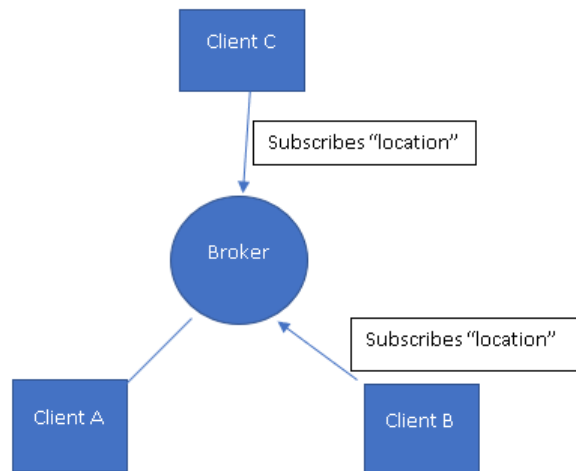 Client C
Subscribes “location”
Broker
Subscribes “location”
Client A
Client B